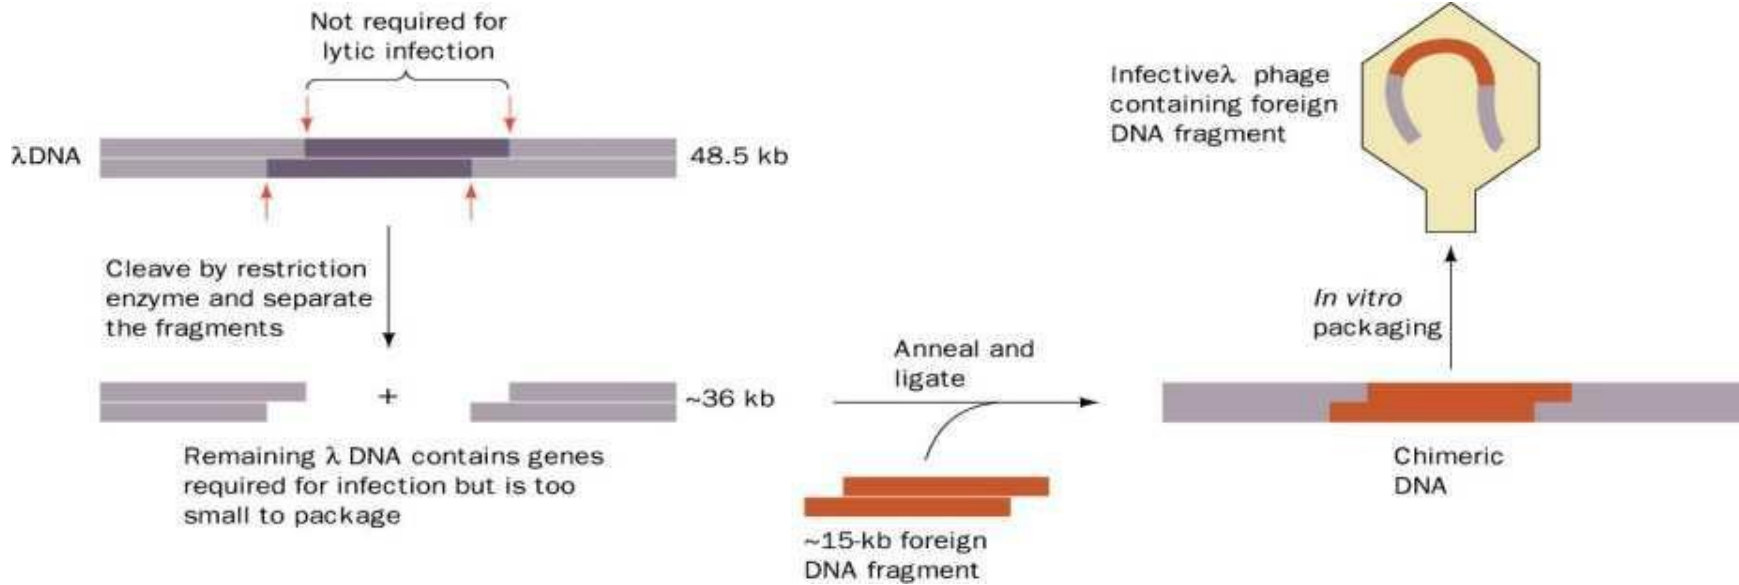 Not required for
lytic infection
λDNA
48.5 kb
Cleave by restriction
enzyme and separate
the fragments
+
~36 kb
Remaining λ DNA contains genes
required for infection but is too
small to package
Anneal and
ligate
~15-kb foreign
DNA fragment
Chimeric
DNA
In vitro
packaging
Infectiveλ phage
containing foreign
DNA fragment